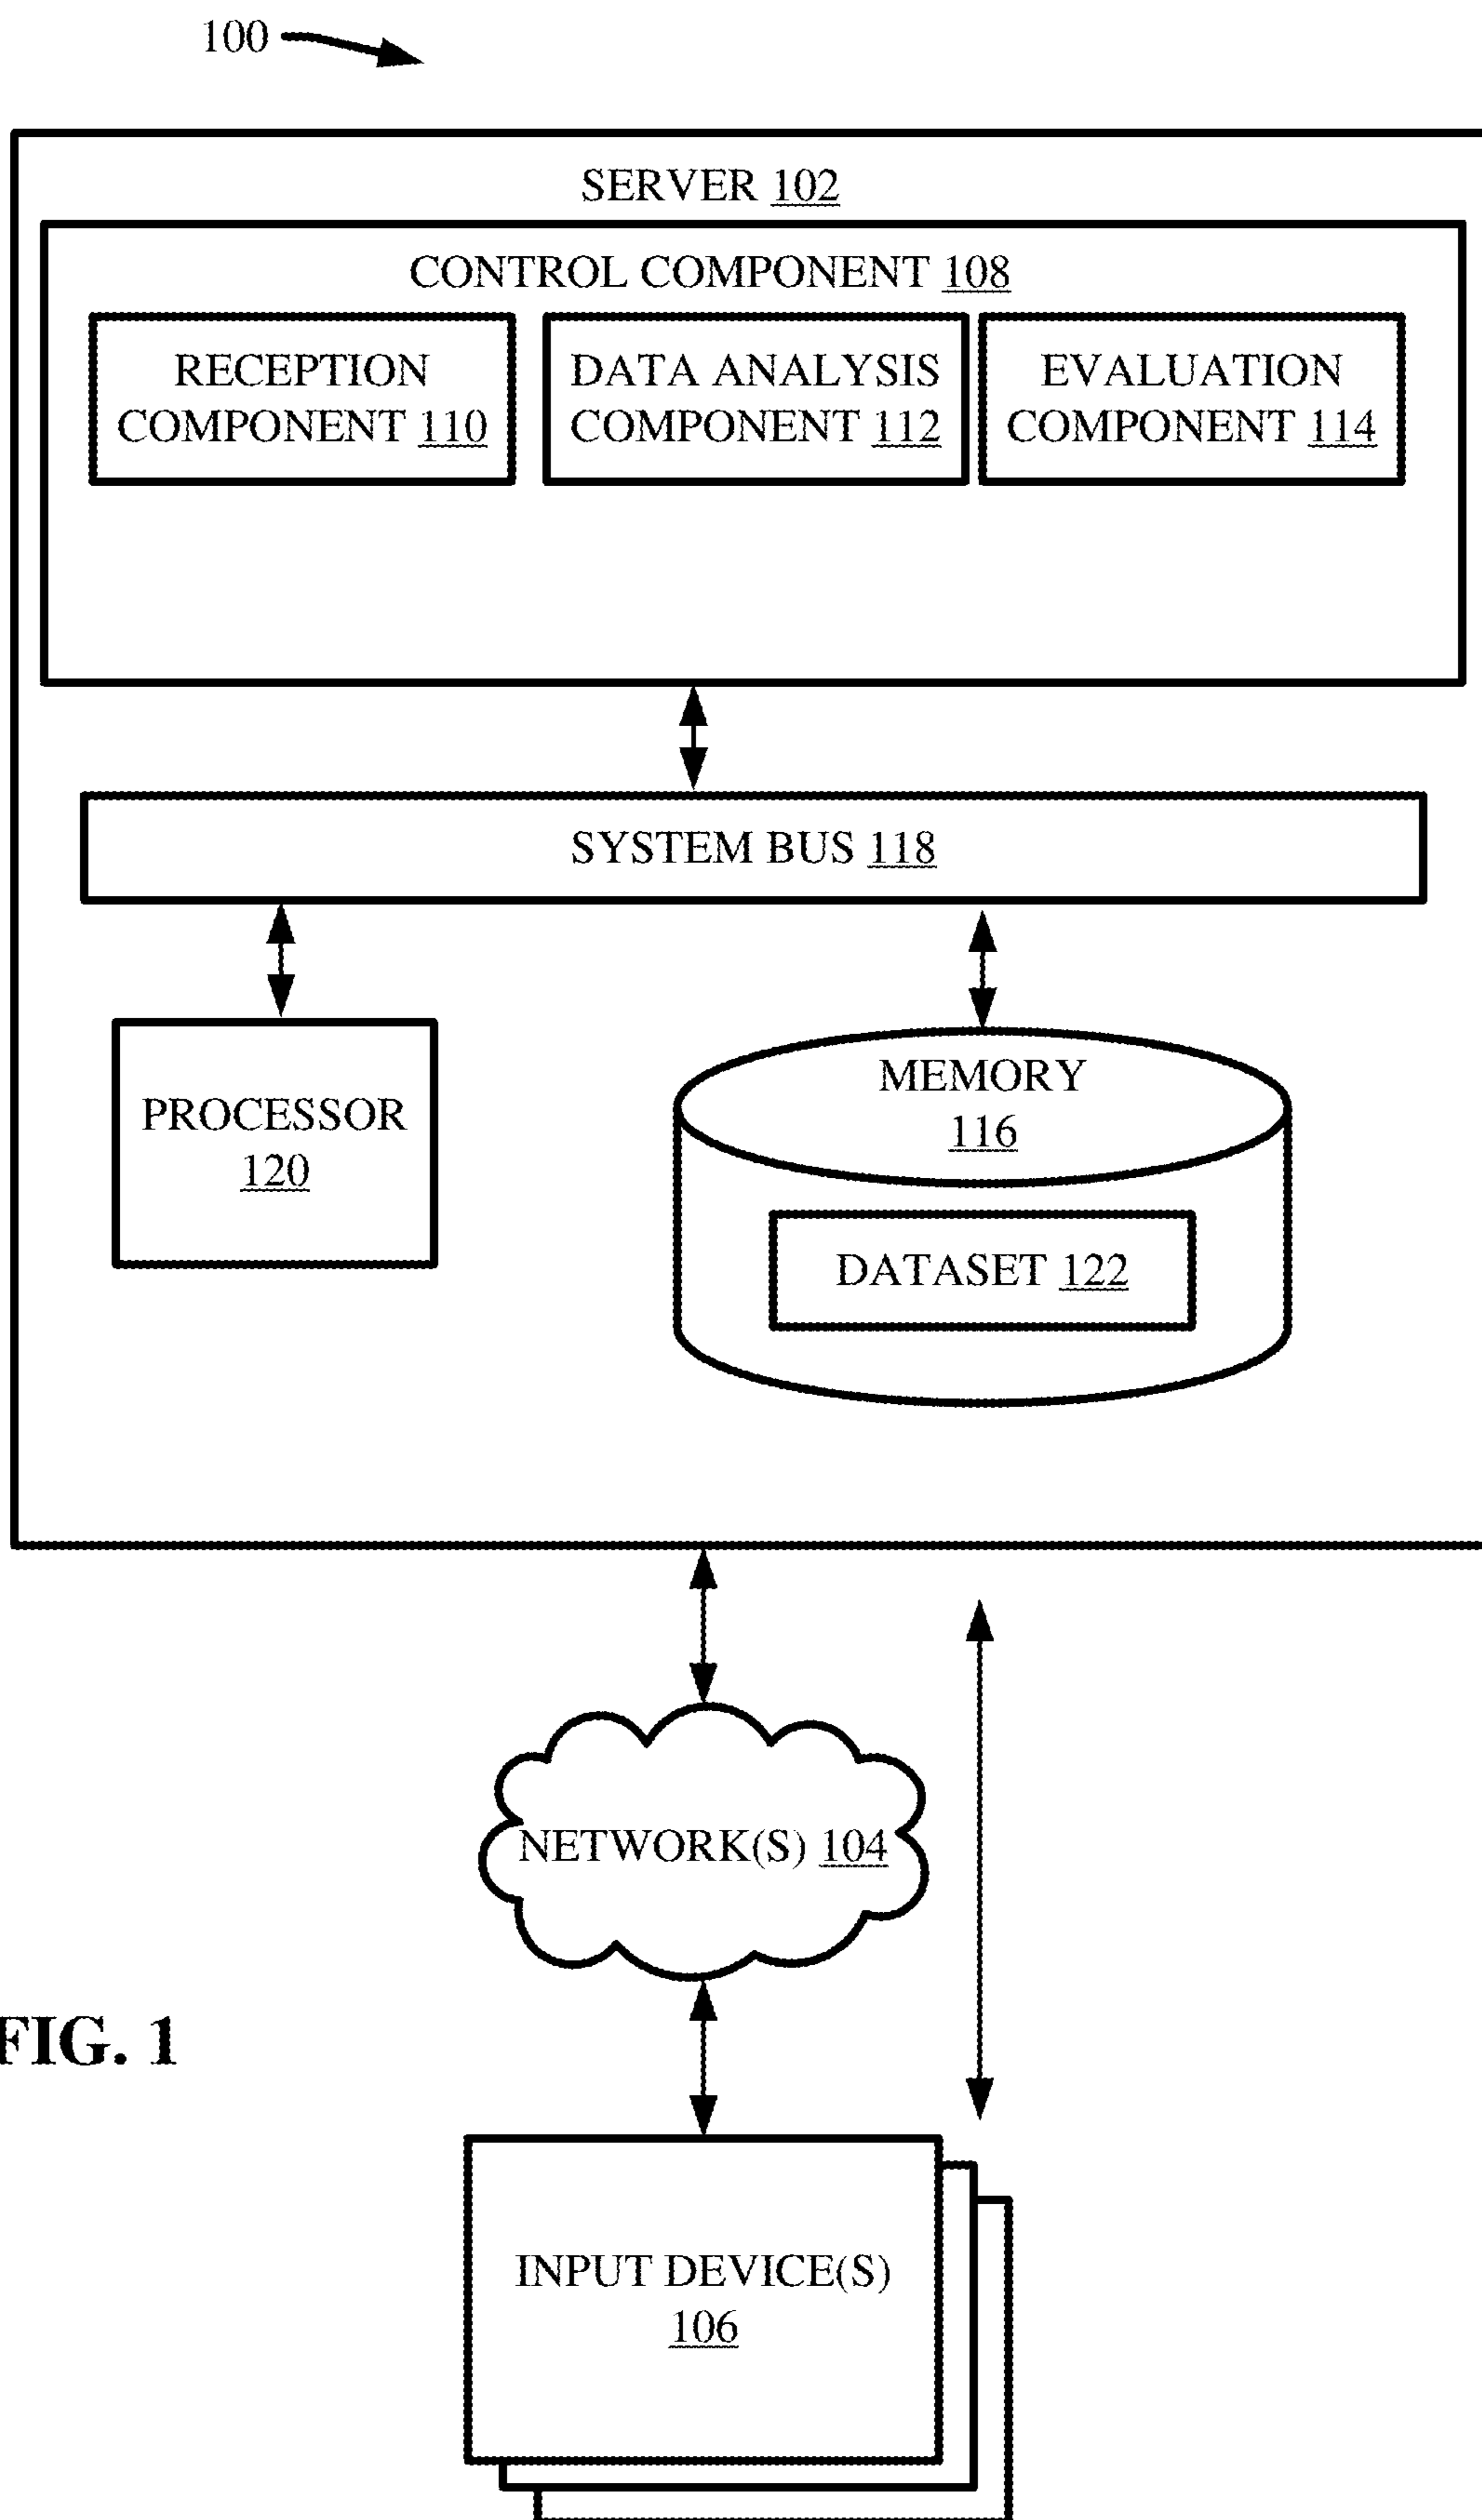 100
SERVER 102
CONTROL COMPONENT 108
RECEPTION
COMPONENT 110
DATA ANALYSIS
COMPONENT 112
EVALUATION
COMPONENT 114
SYSTEM BUS 118
PROCESSOR
120
MEMORY
116
DATASET 122
NETWORK(S) 104
FIG. 1
INPUT DEVICE(S)
106